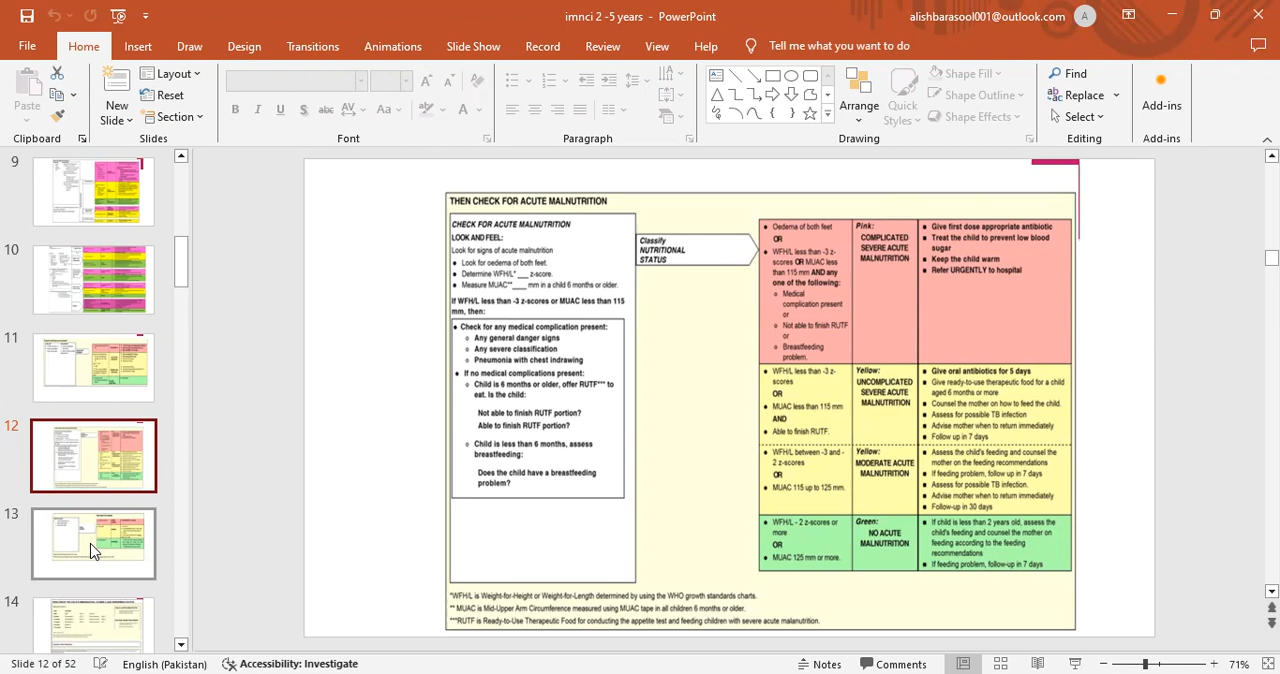 imnci 2 -5 years - PowerPoint
alishbarasool001@outlook.com
A
File
Home
Insert
Draw
Design
Transitions
Animations
Slide Show
Record
Review
View
Help
Tell me what you want to do
Paste
New
Slide
Layout
Reset
Section
B I U S abc AV Aa A
Arrange
Quick
Styles
Shape Fill
Shape Outline
Shape Effects
Find
Replace
Select
Add-ins
Clipboard
Slides
Font
Paragraph
Drawing
Editing
Add-ins
9
10
11
12
13
14
THEN CHECK FOR ACUTE MALNUTRITION
CHECK FOR ACUTE MALNUTRITION
LOOK AND FEEL:
Look for signs of acute malnutrition
Look for oedema of both feet.
Determine WFH/L* ___ z-score.
Measure MUAC**____ mm in a child 6 months or older.
If WFH/L less than -3 z-scores or MUAC less than 115
mm, then:
Check for any medical complication present:
Any general danger signs
Any severe classification
Pneumonia with chest indrawing
If no medical complications present:
Child is 6 months or older, offer RUTF*** to
eat. Is the child:
Not able to finish RUTF portion?
Able to finish RUTF portion?
Child is less than 6 months, assess
breastfeeding:
Does the child have a breastfeeding
problem?
Classify
NUTRITIONAL
STATUS
Oedema of both feet
OR
WFH/L less than -3 z-
scores OR MUAC less
than 115 mm AND any
one of the following:
Medical
complication present
or
Not able to finish RUTF
or
Breastfeeding
problem.
Pink:
COMPLICATED
SEVERE ACUTE
MALNUTRITION
Give first dose appropriate antibiotic
Treat the child to prevent low blood
sugar
Keep the child warm
Refer URGENTLY to hospital
WFH/L less than -3 z-
scores
OR
MUAC less than 115 mm
AND
Able to finish RUTF.
Yellow:
UNCOMPLICATED
SEVERE ACUTE
MALNUTRITION
Give oral antibiotics for 5 days
Give ready-to-use therapeutic food for a child
aged 6 months or more
Counsel the mother on how to feed the child.
Assess for possible TB infection
Advise mother when to return immediately
Follow up in 7 days
WFH/L between -3 and -
2 z-scores
OR
MUAC 115 up to 125 mm.
Yellow:
MODERATE ACUTE
MALNUTRITION
Assess the child's feeding and counsel the
mother on the feeding recommendations
If feeding problem, follow up in 7 days
Assess for possible TB infection.
Advise mother when to return immediately
Follow-up in 30 days
WFH/L - 2 z-scores or
more
OR
MUAC 125 mm or more.
Green:
NO ACUTE
MALNUTRITION
If child is less than 2 years old, assess the
child's feeding and counsel the mother on
feeding according to the feeding
recommendations
If feeding problem, follow-up in 7 days
*WFH/L is Weight-for-Height or Weight-for-Length determined by using the WHO growth standards charts.
** MUAC is Mid-Upper Arm Circumference measured using MUAC tape in all children 6 months or older.
***RUTF is Ready-to-Use Therapeutic Food for conducting the appetite test and feeding children with severe acute malnutrition.
Slide 12 of 52
English (Pakistan)
Accessibility: Investigate
Notes
Comments
71%